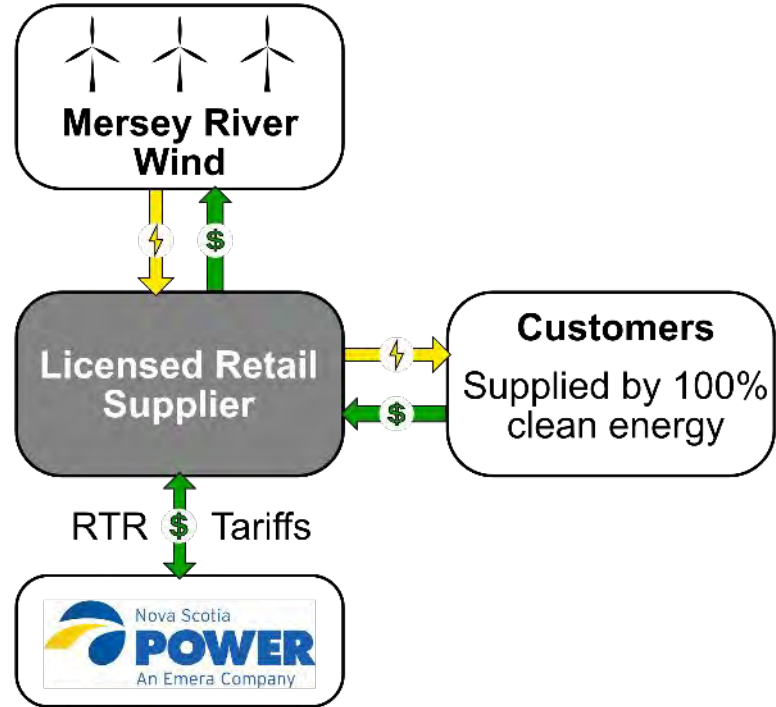 Mersey River
Wind
$
Licensed Retail
Supplier
Customers
Supplied by 100%
clean energy
$
RTR $ Tariffs
Nova Scotia
POWER
An Emera Company